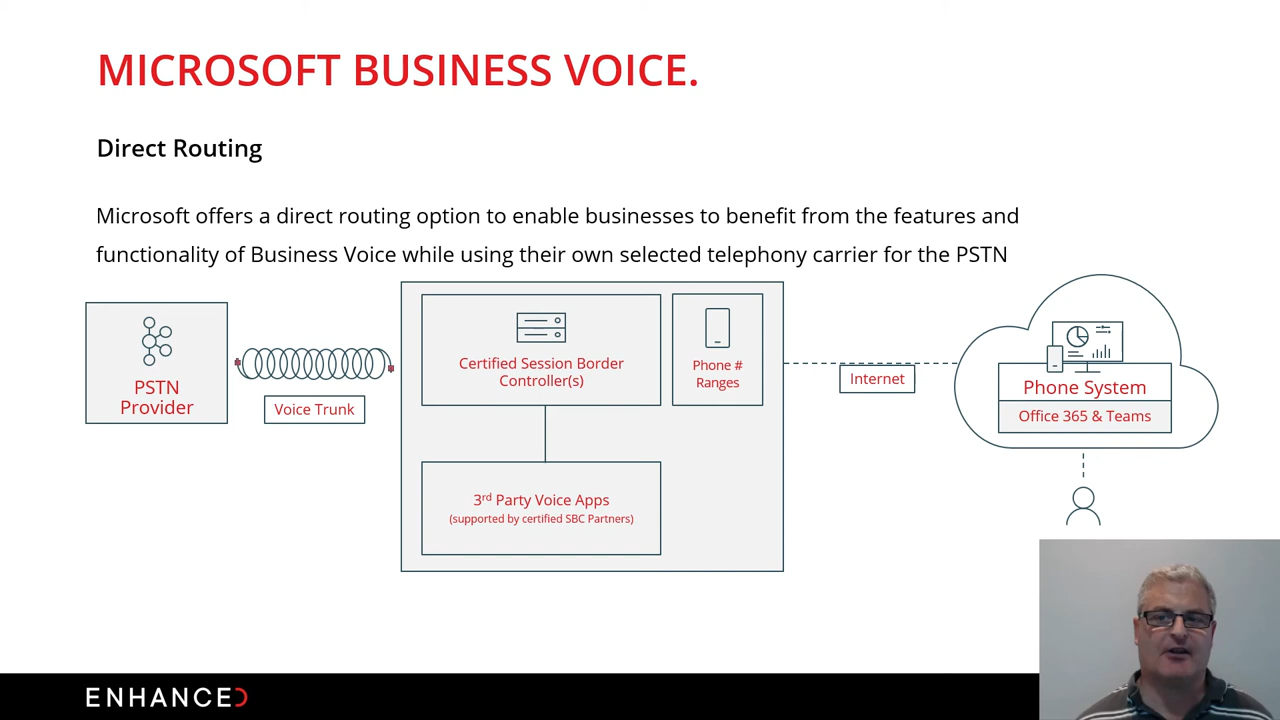 MICROSOFT BUSINESS VOICE.
Direct Routing
Microsoft offers a direct routing option to enable businesses to benefit from the features and
functionality of Business Voice while using their own selected telephony carrier for the PSTN
PSTN
Provider
Voice Trunk
Certified Session Border
Controller(s)
Phone #
Ranges
3rd Party Voice Apps
(supported by certified SBC Partners)
Internet
Phone System
Office 365 & Teams
ENHANCED